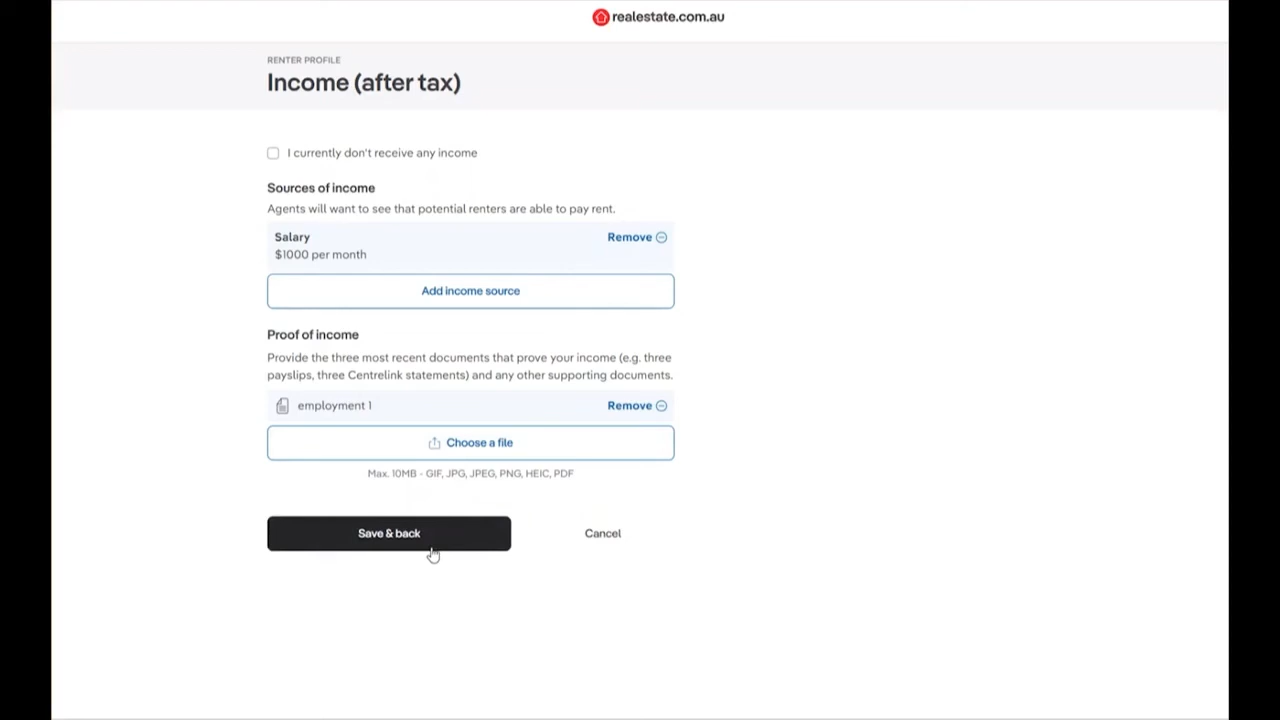 realestate.com.au
RENTER PROFILE
Income (after tax)
I currently don't receive any income
Sources of income
Agents will want to see that potential renters are able to pay rent.
Salary
Remove
$1000 per month
Add income source
Proof of income
Provide the three most recent documents that prove your income (e.g. three
payslips, three Centrelink statements) and any other supporting documents.
employment 1
Remove
Choose a file
Max. 10MB - GIF, JPG, JPEG, PNG, HEIC, PDF
Save & back
Cancel